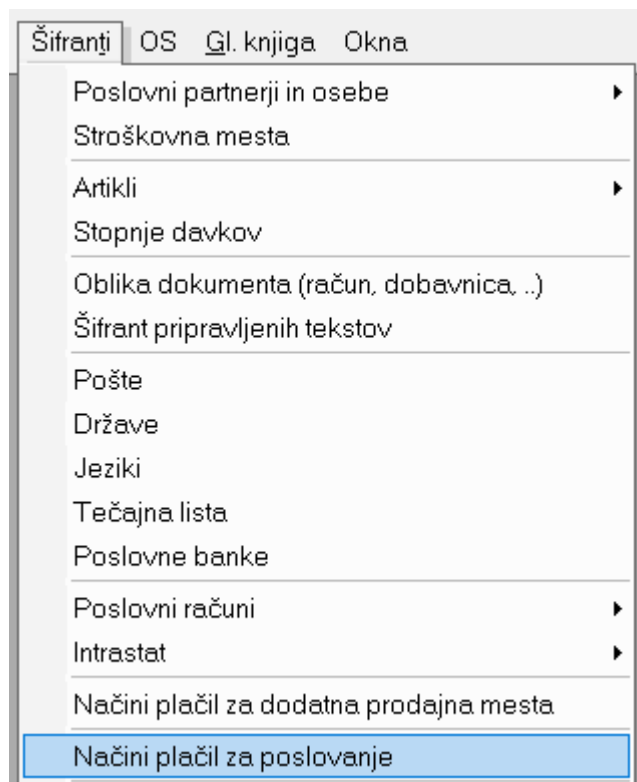 Šifranti OS Gl. knjiga Okna
Poslovni partnerji in osebe
Stroškovna mesta
Artikli
Stopnje davkov
Oblika dokumenta (račun, dobavnica, ..)
Šifrant pripravljenih tekstov
Pošte
Države
Jeziki
Tečajna lista
Poslovne banke
Poslovni računi
Intrastat
Načini plačil za dodatna prodajna mesta
Načini plačil za poslovanje